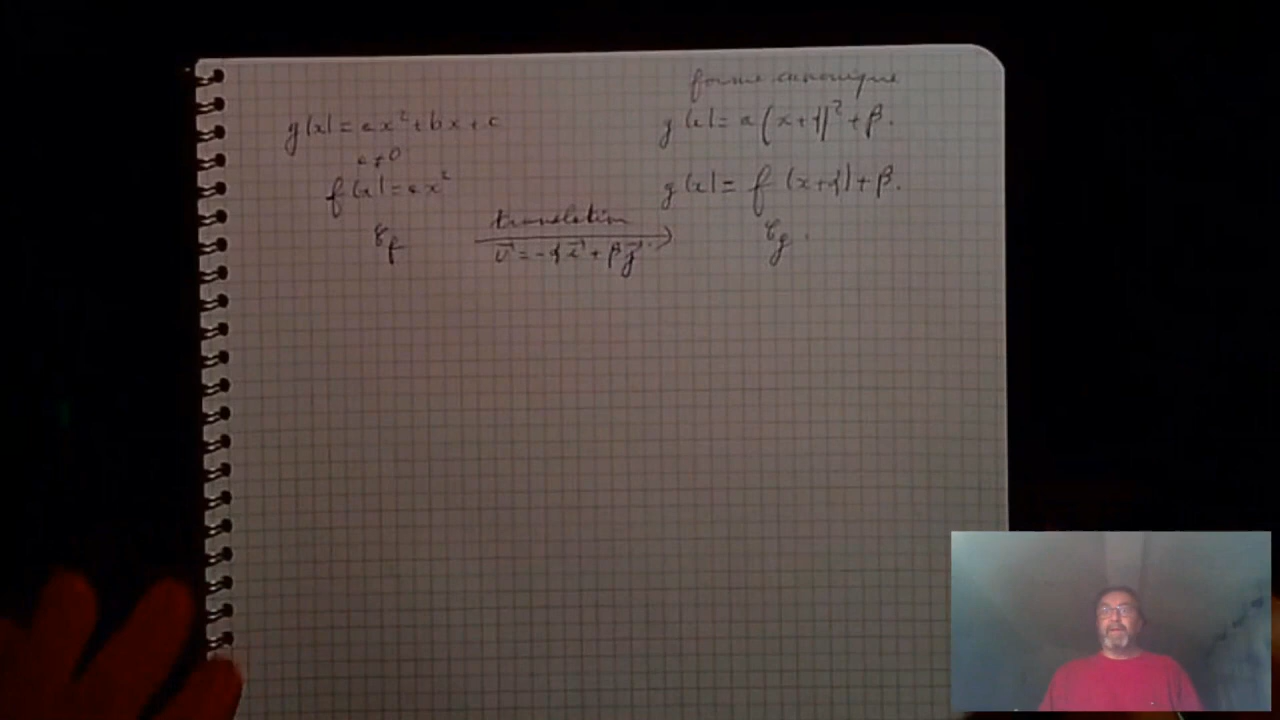 forme canonique
g(x) = ax² + bx + c
g(x) = a(x+α)² + β.
a ≠ 0
f(x) = ax²
g(x) = f(x+α) + β.
𝒞f
translation
𝒞g.
v⃗ = -α i⃗ + β j⃗